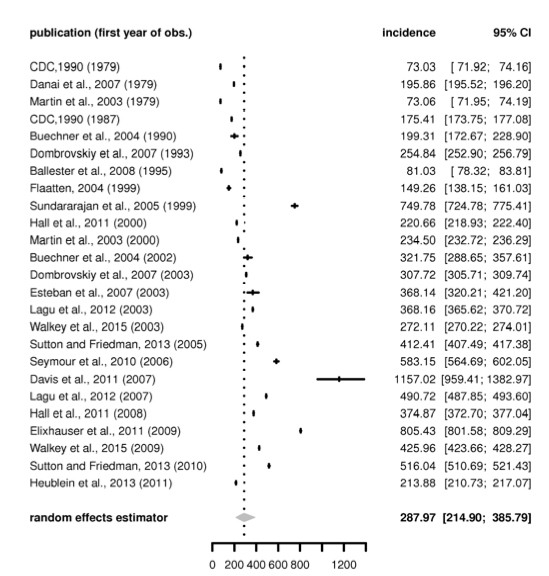 publication (first year of obs.) incidence 95% CI
CDC,1990 (1979) 73.03 [ 71.92; 74.16]
Danai et al., 2007 (1979) 195.86 [195.52; 196.20]
Martin et al., 2003 (1979) 73.06 [ 71.95; 74.19]
CDC,1990 (1987) 175.41 [173.75; 177.08]
Buechner et al., 2004 (1990) 199.31 [172.67; 228.90]
Dombrovskiy et al., 2007 (1993) 254.84 [252.90; 256.79]
Ballester et al., 2008 (1995) 81.03 [ 78.32; 83.81]
Flaatten, 2004 (1999) 149.26 [138.15; 161.03]
Sundararajan et al., 2005 (1999) 749.78 [724.78; 775.41]
Hall et al., 2011 (2000) 220.66 [218.93; 222.40]
Martin et al., 2003 (2000) 234.50 [232.72; 236.29]
Buechner et al., 2004 (2002) 321.75 [288.65; 357.61]
Dombrovskiy et al., 2007 (2003) 307.72 [305.71; 309.74]
Esteban et al., 2007 (2003) 368.14 [320.21; 421.20]
Lagu et al., 2012 (2003) 368.16 [365.62; 370.72]
Walkey et al., 2015 (2003) 272.11 [270.22; 274.01]
Sutton and Friedman, 2013 (2005) 412.41 [407.49; 417.38]
Seymour et al., 2010 (2006) 583.15 [564.69; 602.05]
Davis et al., 2011 (2007) 1157.02 [959.41; 1382.97]
Lagu et al., 2012 (2007) 490.72 [487.85; 493.60]
Hall et al., 2011 (2008) 374.87 [372.70; 377.04]
Elixhauser et al., 2011 (2009) 805.43 [801.58; 809.29]
Walkey et al., 2015 (2009) 425.96 [423.66; 428.27]
Sutton and Friedman, 2013 (2010) 516.04 [510.69; 521.43]
Heublein et al., 2013 (2011) 213.88 [210.73; 217.07]
random effects estimator 287.97 [214.90; 385.79]
0 200 400 600 800 1200